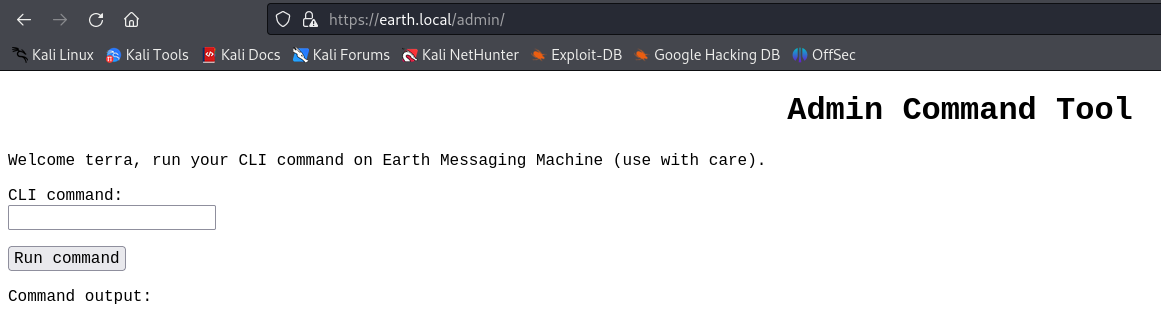 https://earth.local/admin/
Kali Linux Kali Tools Kali Docs Kali Forums Kali NetHunter Exploit-DB Google Hacking DB OffSec
Admin Command Tool
Welcome terra, run your CLI command on Earth Messaging Machine (use with care).
CLI command:
Run command
Command output: